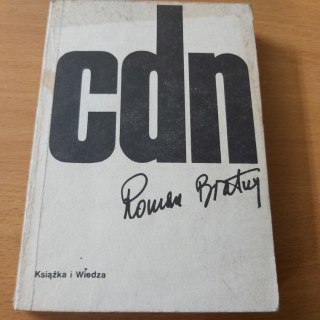 cdn
Roman Bratny
Książka i Wiedza